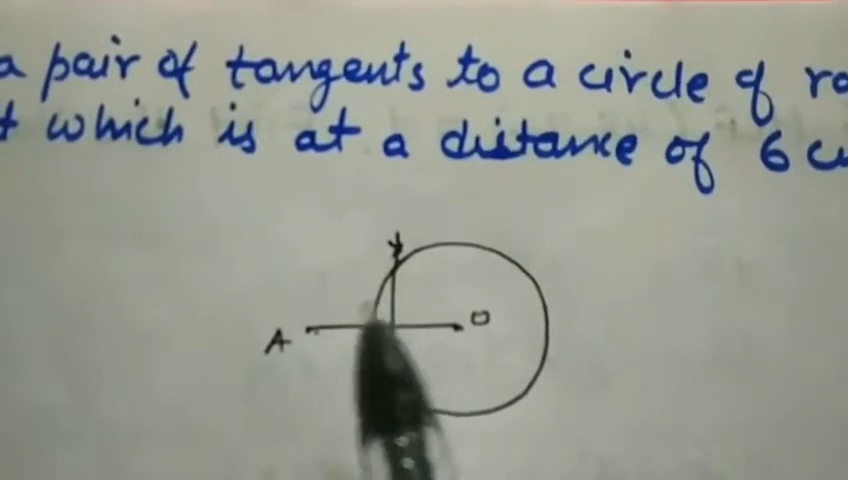 a pair of tangents to a circle of
which is at a distance of 6
A
O